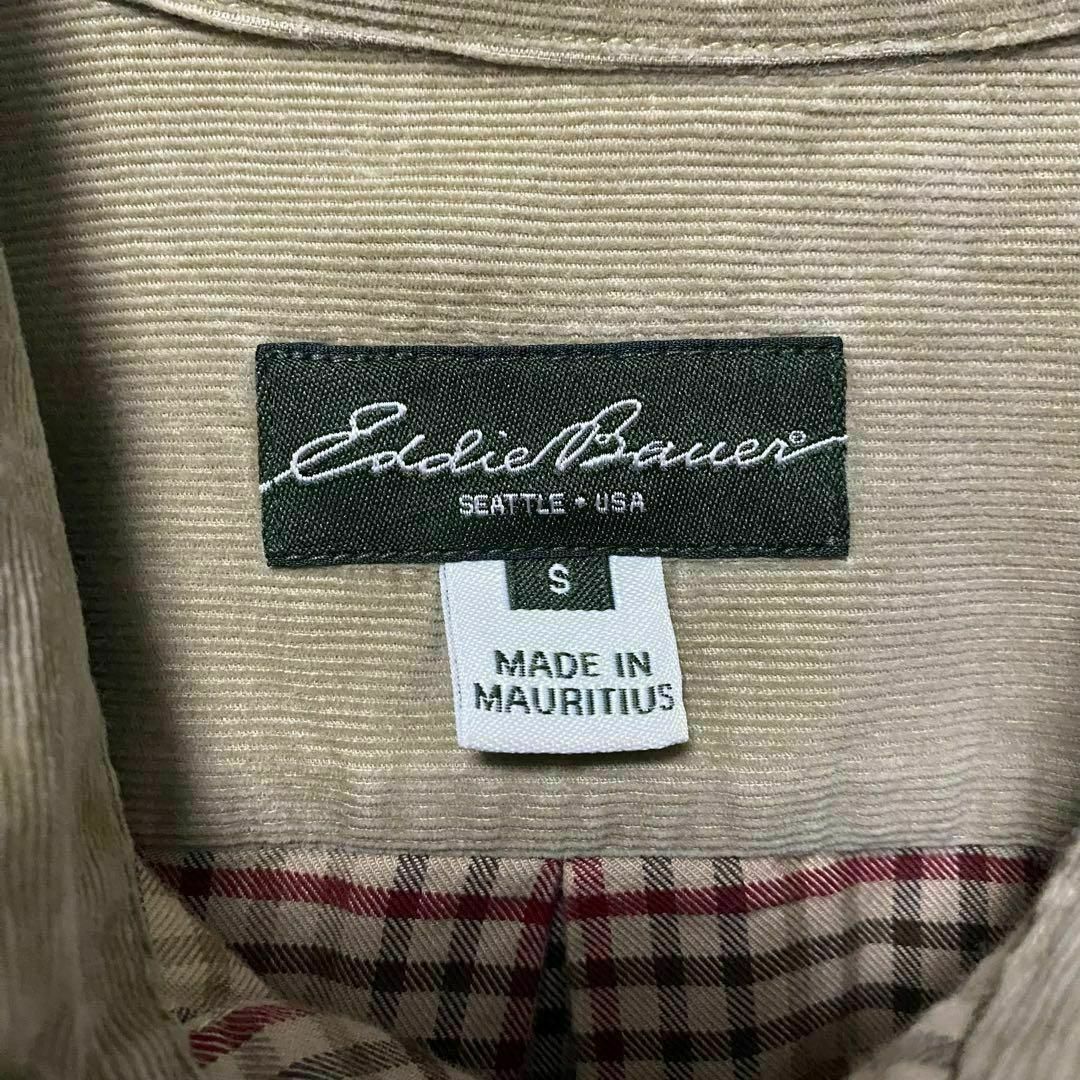 Eddie Bauer®
SEATTLE • USA
S
MADE IN
MAURITIUS